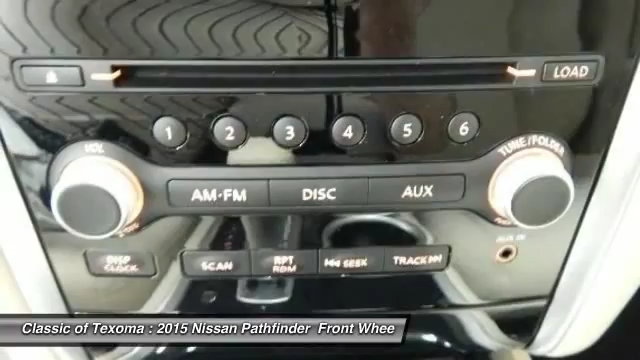 LOAD
1 2 3 4 5 6
VOL
TUNE/FOLDER
AM•FM DISC AUX
AUX IN
DISP
CLOCK
SCAN
RPT
RDM
SEEK
TRACK
Classic of Texoma : 2015 Nissan Pathfinder Front Whee